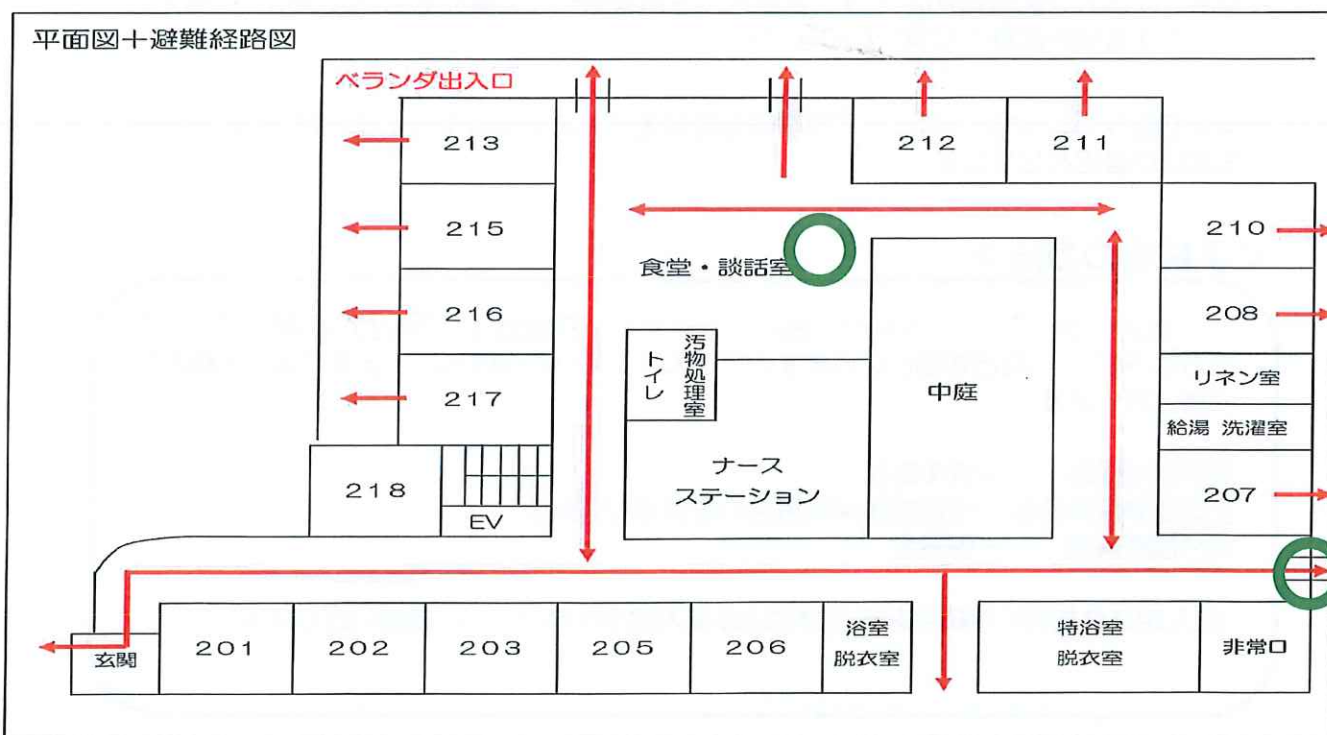 平面図＋避難経路図
ベランダ出入口
213
212
211
215
210
食堂・談話室
216
208
トイレ
汚物処理室
リネン室
217
中庭
給湯 洗濯室
ナース
ステーション
218
207
EV
玄関
201
202
203
205
206
浴室
脱衣室
特浴室
脱衣室
非常口